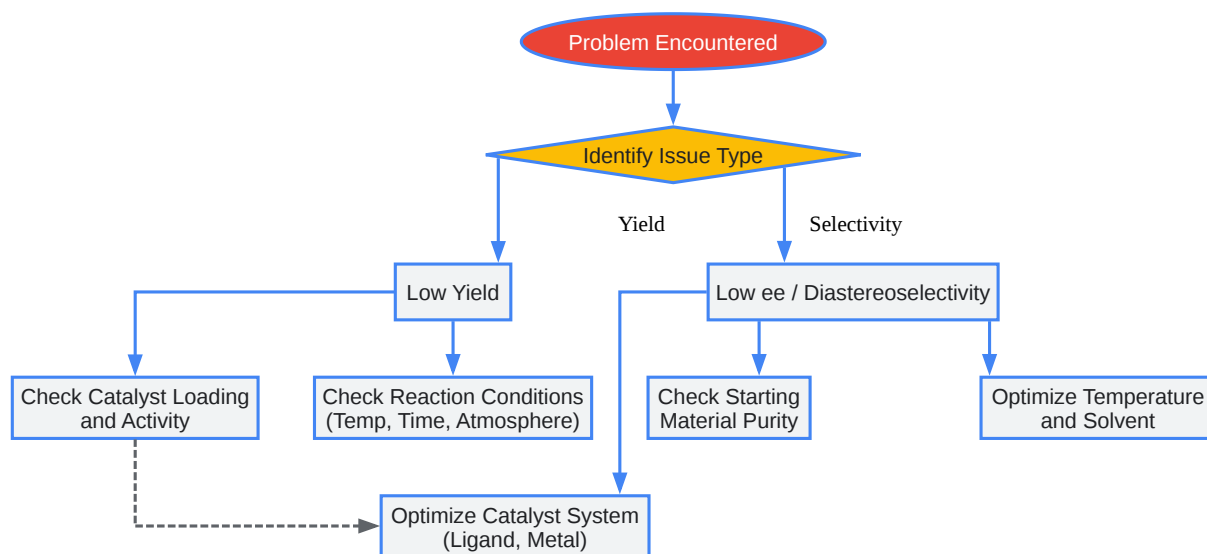 Problem Encountered
Identify Issue Type
Yield
Selectivity
Low Yield
Low ee / Diastereoselectivity
Check Catalyst Loading
and Activity
Check Reaction Conditions
(Temp, Time, Atmosphere)
Check Starting
Material Purity
Optimize Temperature
and Solvent
Optimize Catalyst System
(Ligand, Metal)